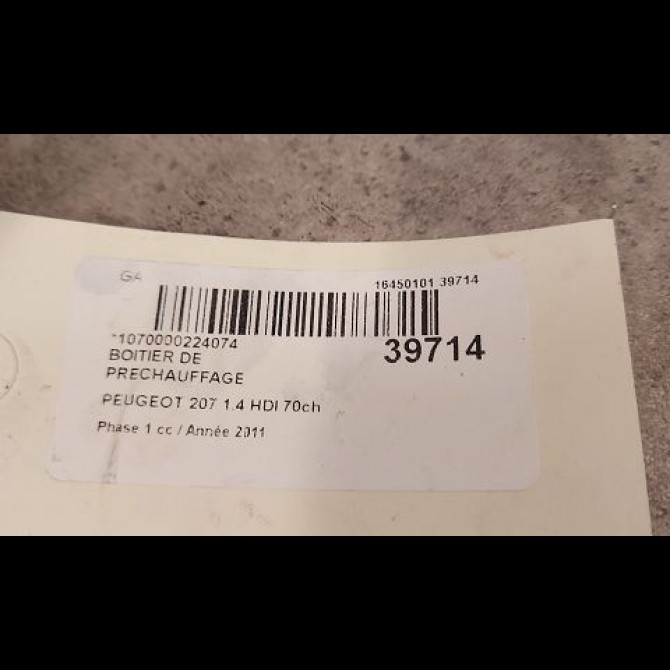 GA
16450101 39714
*1070000224074
39714
BOITIER DE
PRECHAUFFAGE
PEUGEOT 207 1.4 HDI 70ch
Phase 1 cc / Année 2011